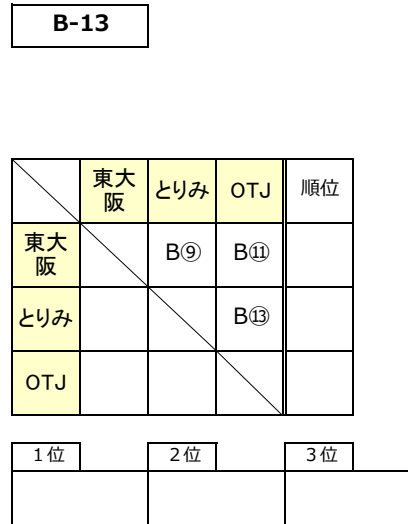 B-13
東大阪 とりみ OTJ 順位
東大阪 B⑨ B⑪
とりみ B⑬
OTJ
1位 2位 3位